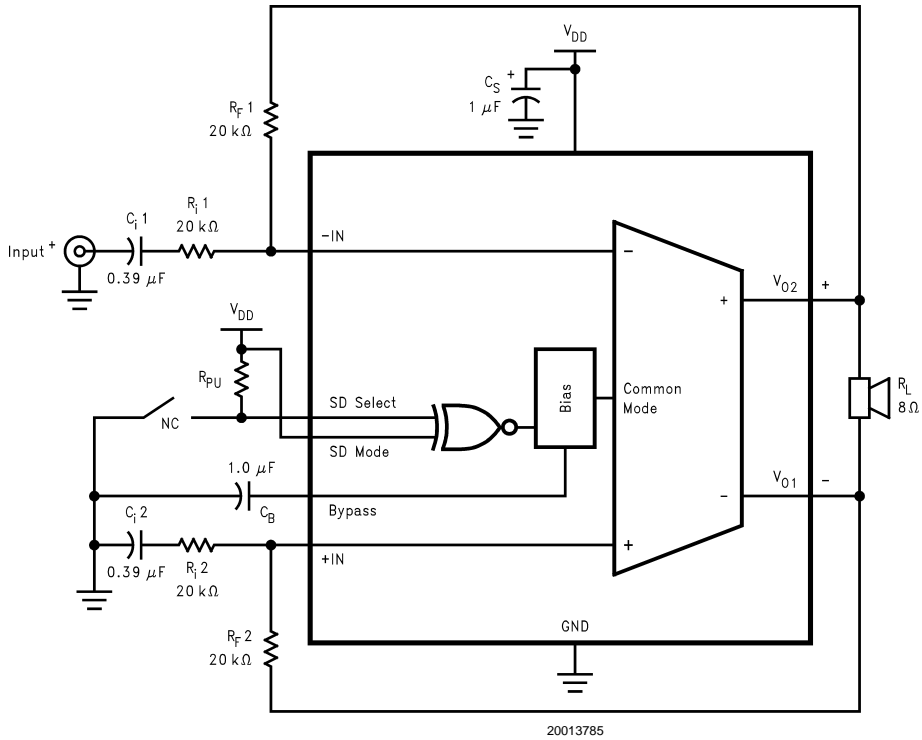 V_DD
C_S +
1 µF
R_F 1
20 kΩ
R_i 1
20 kΩ
C_i 1
Input +
0.39 µF
−IN
−
V_O2 +
+
V_DD
R_PU
NC
SD Select
SD Mode
Bias
Common
Mode
R_L
8Ω
1.0 µF
C_B
Bypass
−
V_O1 −
C_i 2
0.39 µF
R_i 2
20 kΩ
+IN
+
R_F 2
20 kΩ
GND
20013785